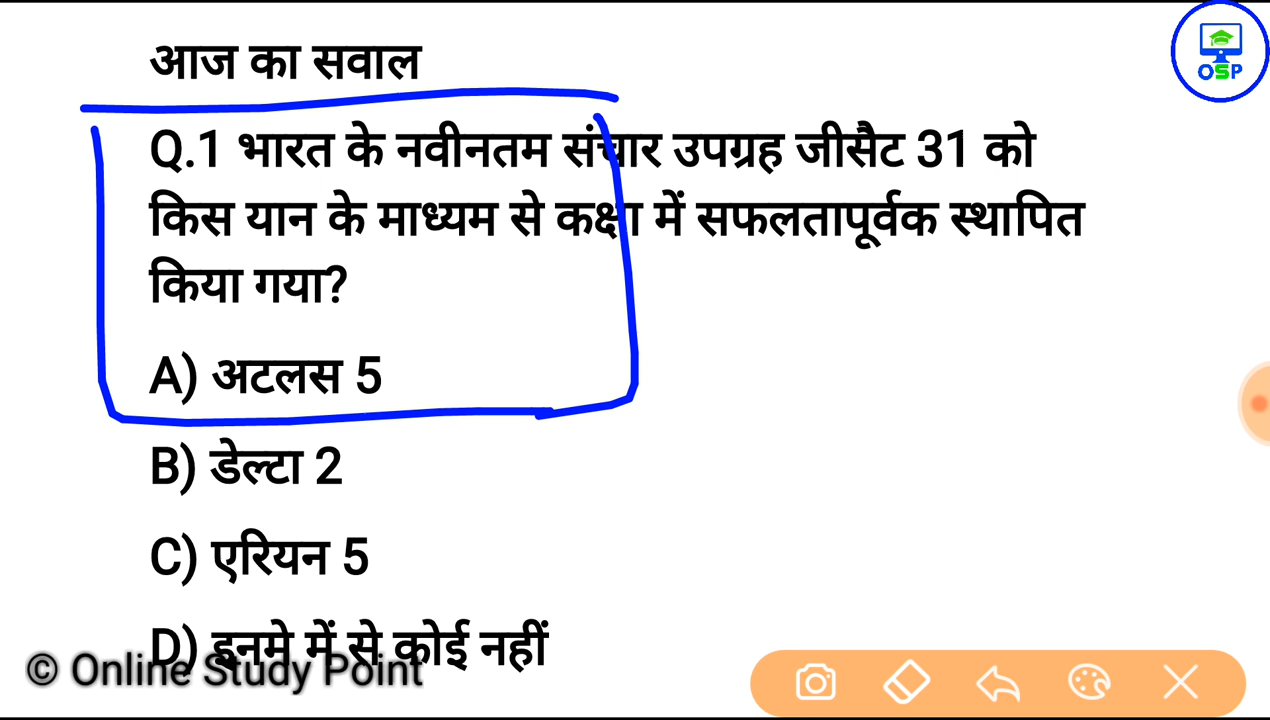 आज का सवाल
OSP
Q.1 भारत के नवीनतम संचार उपग्रह जीसैट 31 को
किस यान के माध्यम से कक्षा में सफलतापूर्वक स्थापित
किया गया?
A) अटलस 5
B) डेल्टा 2
C) एरियन 5
D) इनमे में से कोई नहीं
© Online Study Point